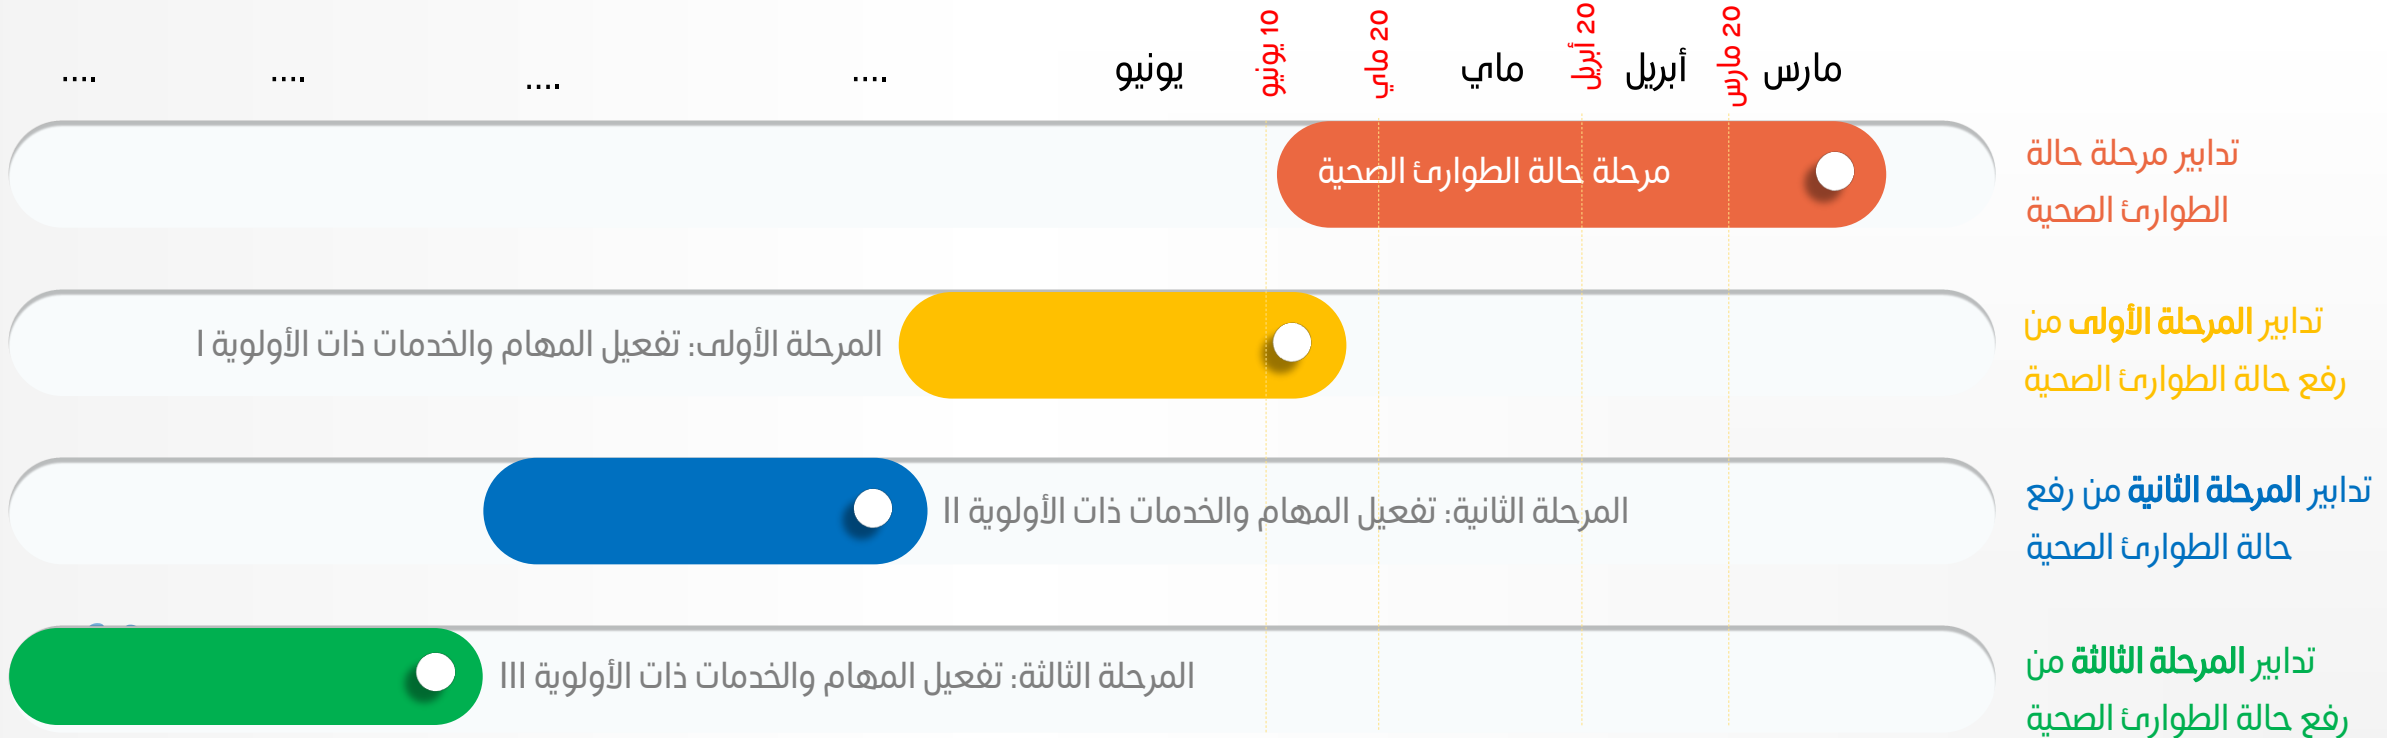 مارس
20 مارس
أبريل
20 أبريل
ماي
20 ماي
10 يونيو
يونيو
....
....
....
....
تدابير مرحلة حالة
الطوارئ الصحية
مرحلة حالة الطوارئ الصحية
تدابير المرحلة الأولى من
رفع حالة الطوارئ الصحية
المرحلة الأولى: تفعيل المهام والخدمات ذات الأولوية I
تدابير المرحلة الثانية من رفع
حالة الطوارئ الصحية
المرحلة الثانية: تفعيل المهام والخدمات ذات الأولوية II
تدابير المرحلة الثالثة من
رفع حالة الطوارئ الصحية
المرحلة الثالثة: تفعيل المهام والخدمات ذات الأولوية III